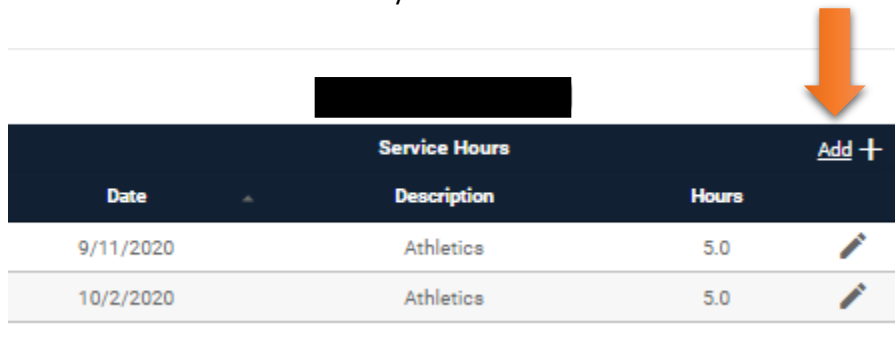 Service Hours Add +
Date Description Hours
9/11/2020 Athletics 5.0
10/2/2020 Athletics 5.0